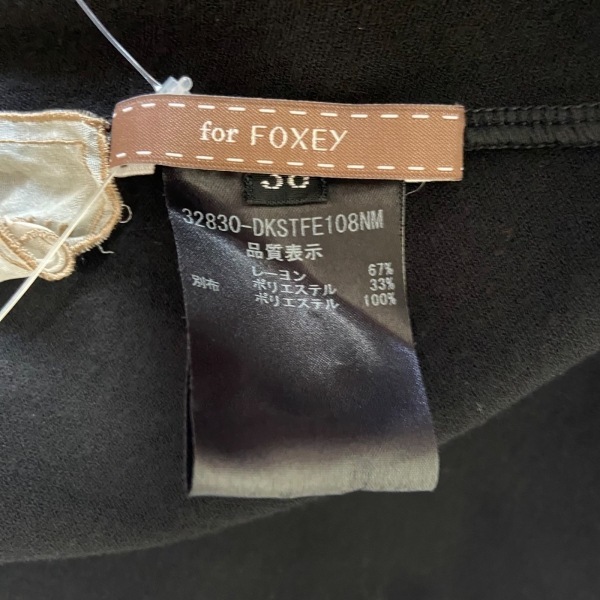 for FOXEY
32830-DKSTFE108NM
品質表示
レーヨン 67%
ポリエステル 33%
別布 ポリエステル 100%